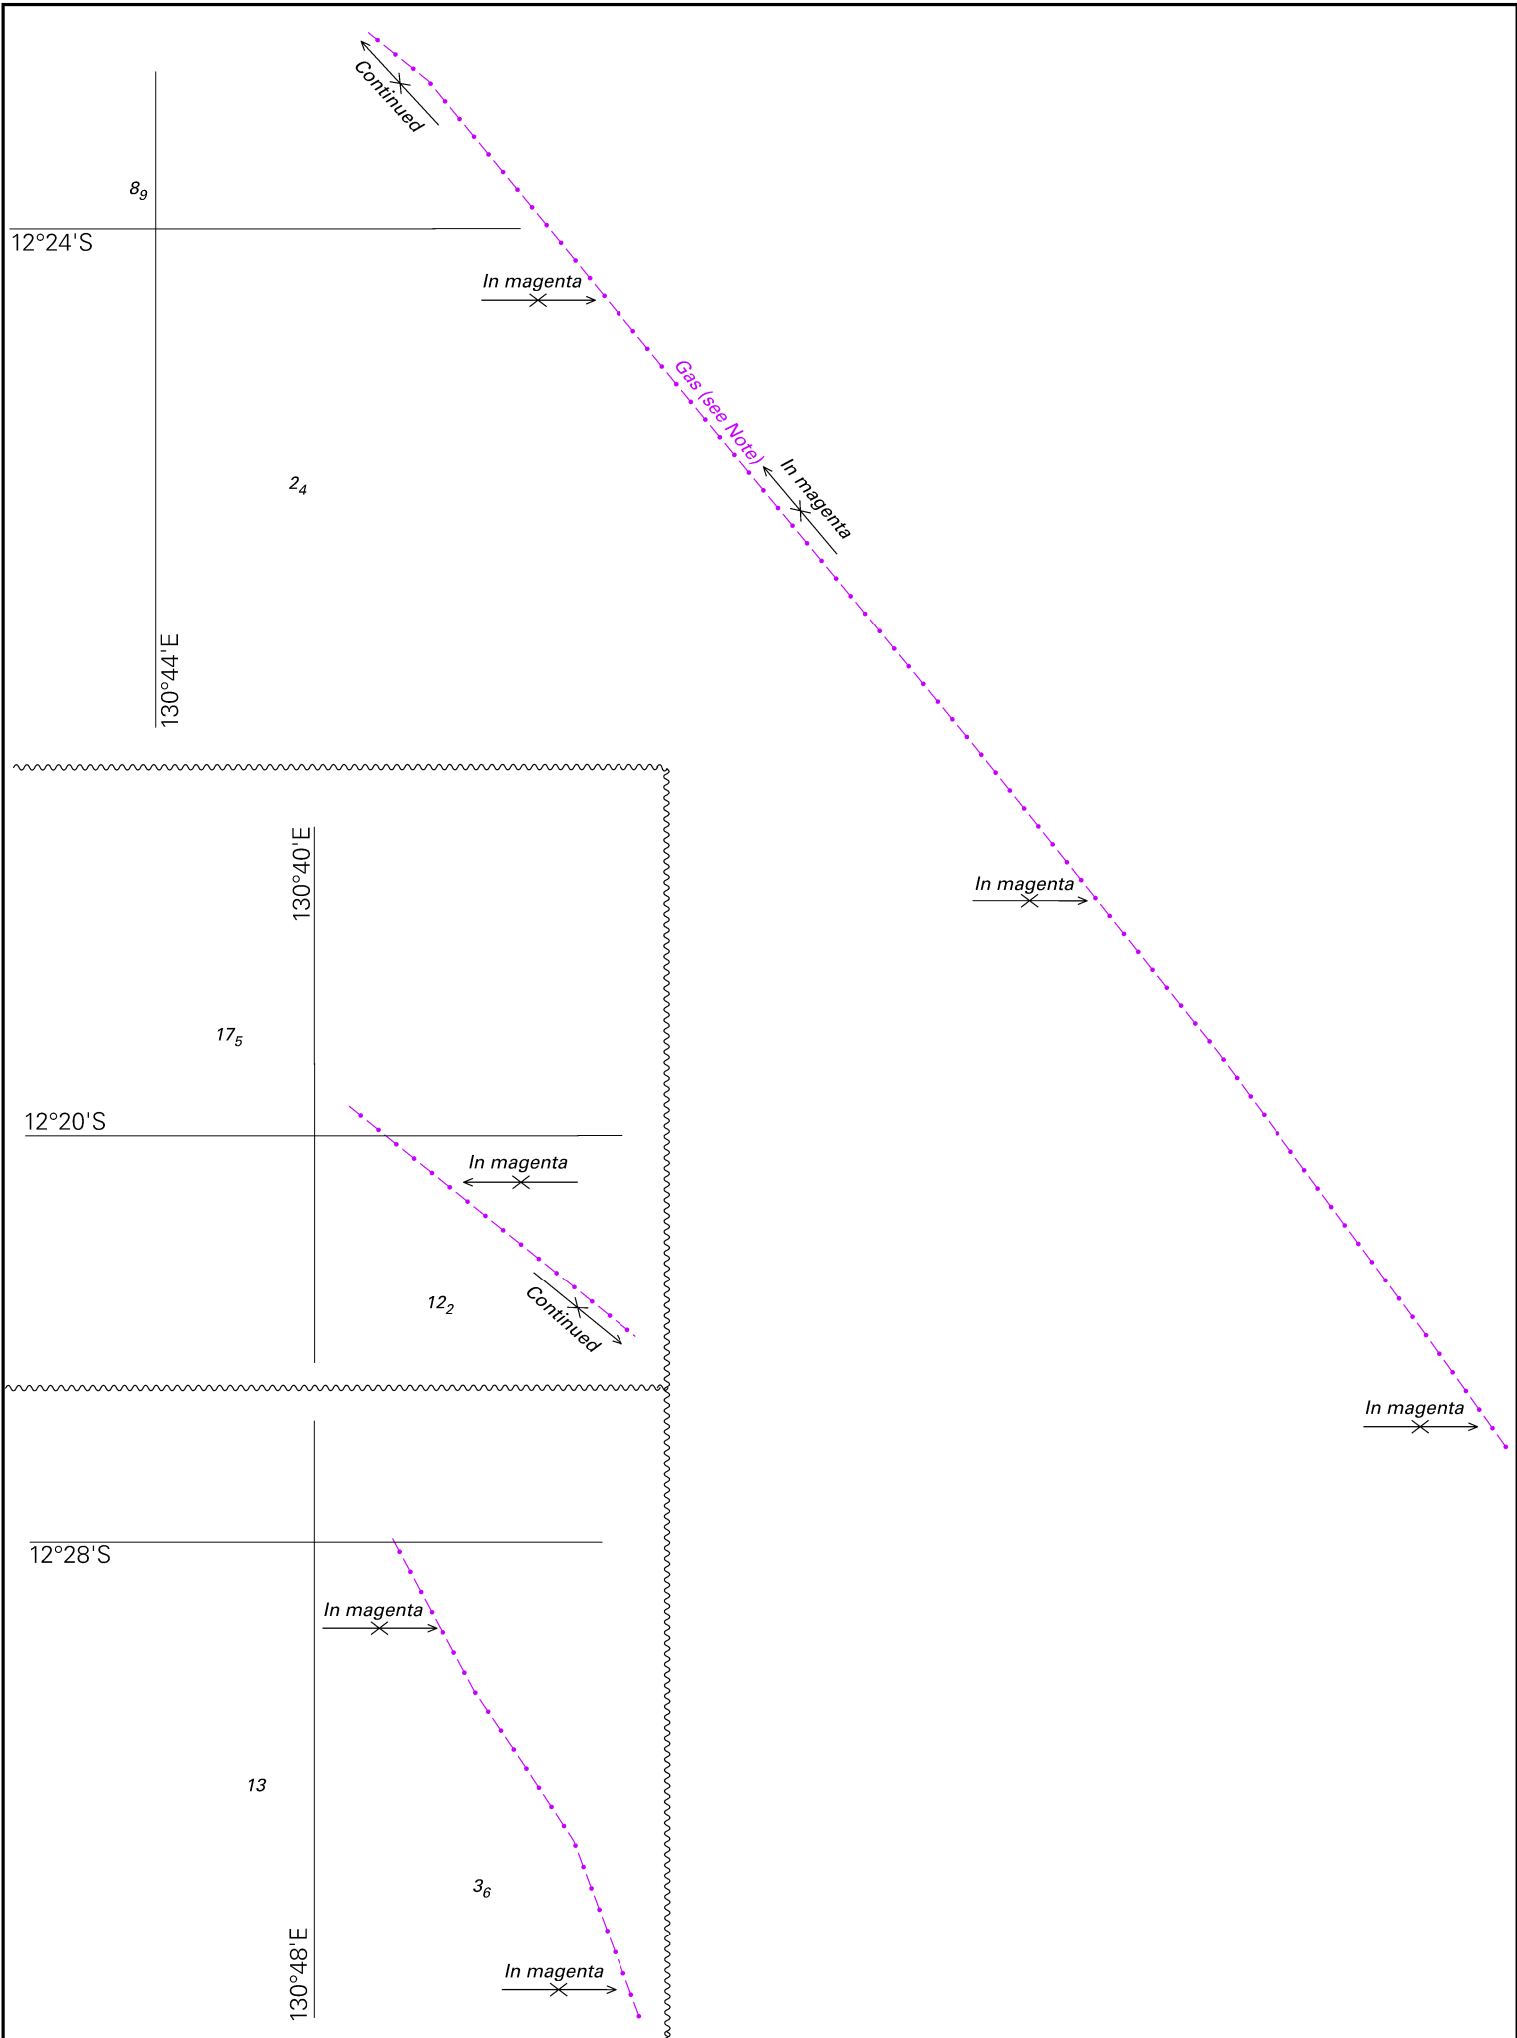 Continued
8₉
12°24'S
In magenta
Gas (see Note)
In magenta
2₄
130°44'E
130°40'E
In magenta
17₅
12°20'S
In magenta
12₂
Continued
In magenta
12°28'S
In magenta
13
3₆
130°48'E
In magenta